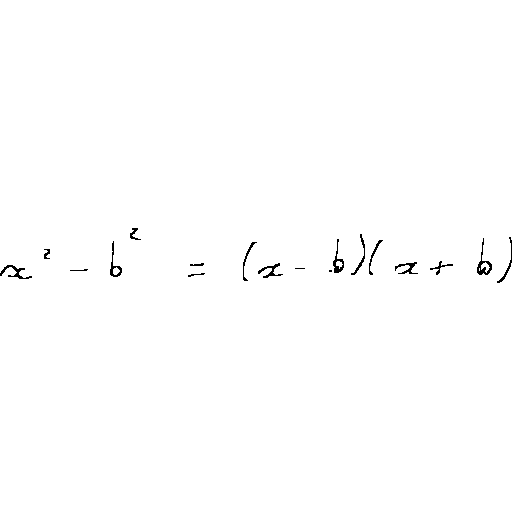 x² - b² = (x - b)(x + b)